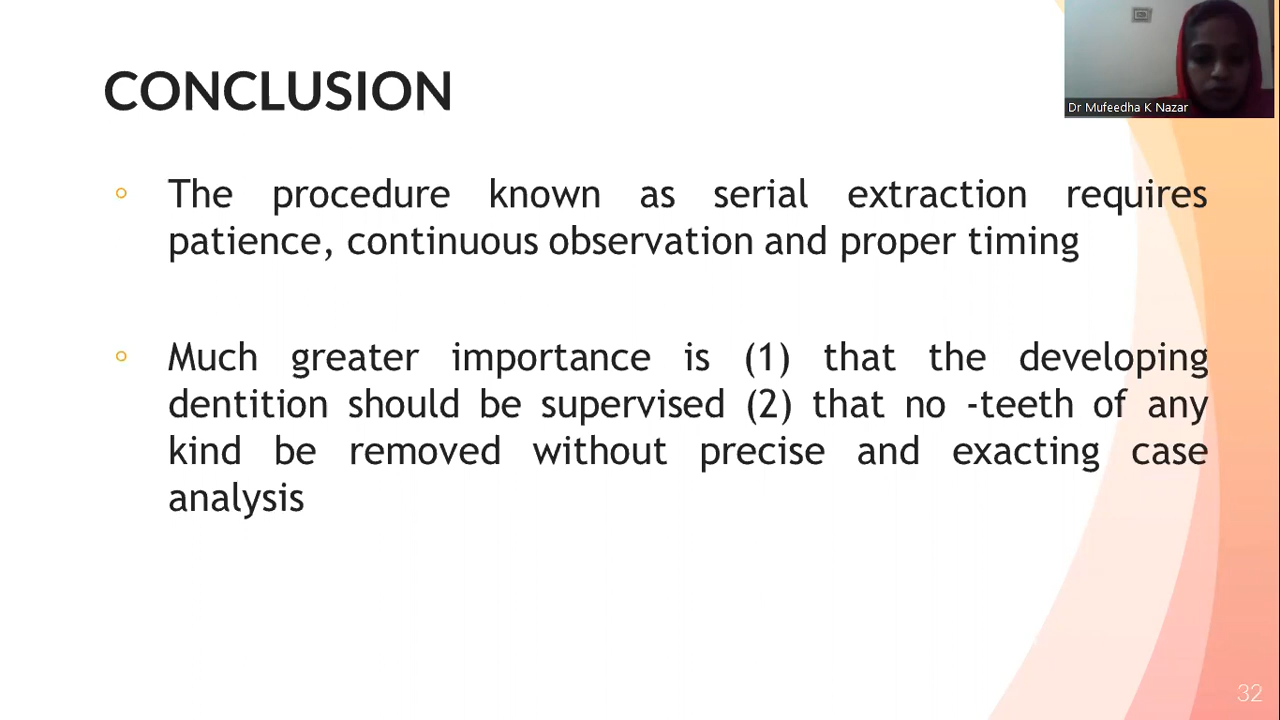 Dr Mufeedha K Nazar
CONCLUSION
The procedure known as serial extraction requires
patience, continuous observation and proper timing
Much greater importance is (1) that the developing
dentition should be supervised (2) that no -teeth of any
kind be removed without precise and exacting case
analysis
32